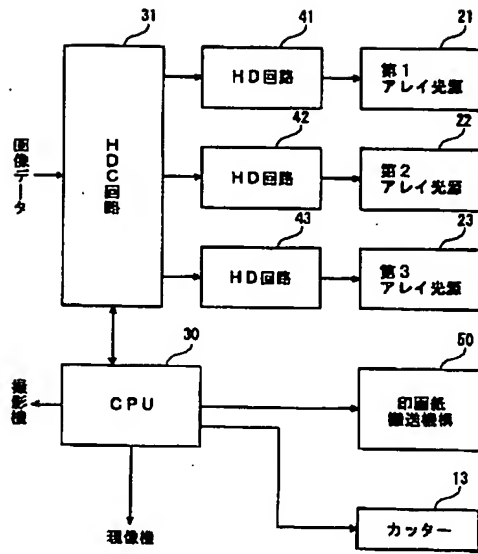 31
41
21
HDC回路
HD回路
第1
アレイ光源
42
22
画像データ
HD回路
第2
アレイ光源
43
23
HD回路
第3
アレイ光源
30
50
撮影機
CPU
印画紙
搬送機構
13
現像機
カッター